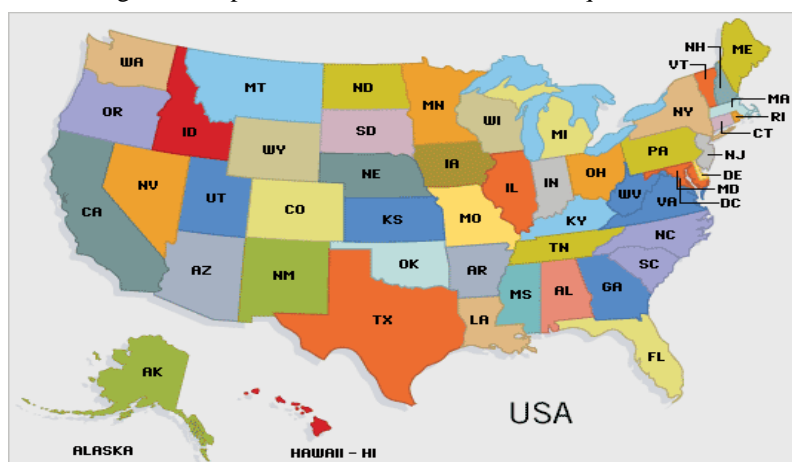 WA
MT
ND
MN
OR
ID
SD
WY
WI
MI
NH
VT
ME
NY
MA
RI
CT
NV
UT
NE
IA
IL
IN
OH
PA
NJ
DE
MD
DC
CA
CO
KS
MO
KY
WV
VA
AZ
NM
OK
AR
TN
NC
SC
TX
LA
MS
AL
GA
FL
AK
USA
ALASKA
HAWAII - HI